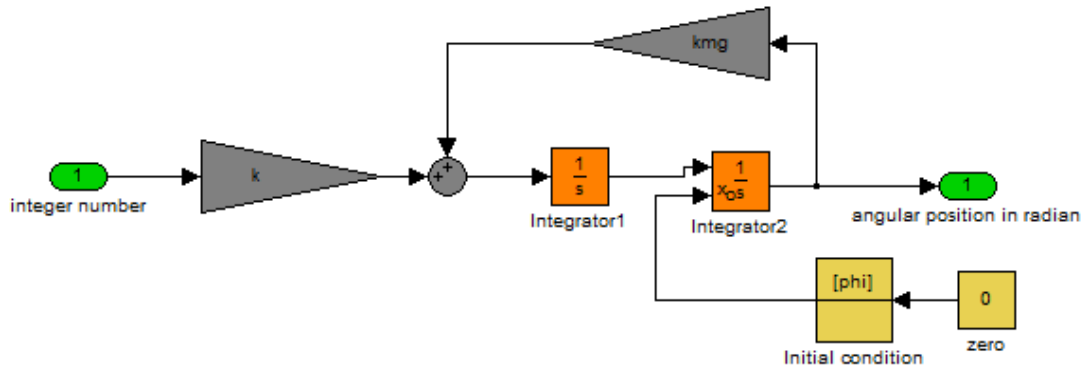 kmg
1
integer number
k
+
+
1
s
Integrator1
1
xos
Integrator2
1
angular position in radian
[phi]
Initial condition
0
zero